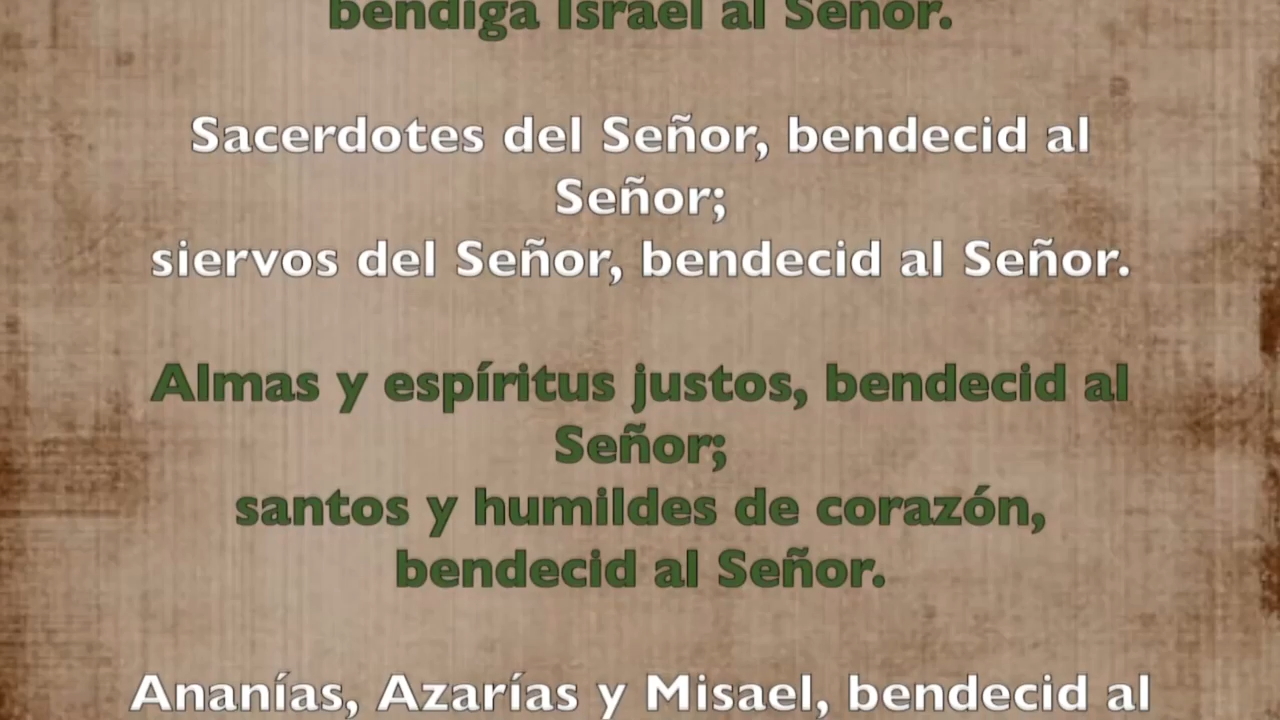 bendiga Israel al Señor.
Sacerdotes del Señor, bendecid al
Señor;
siervos del Señor, bendecid al Señor.
Almas y espíritus justos, bendecid al
Señor;
santos y humildes de corazón,
bendecid al Señor.
Ananías, Azarías y Misael, bendecid al